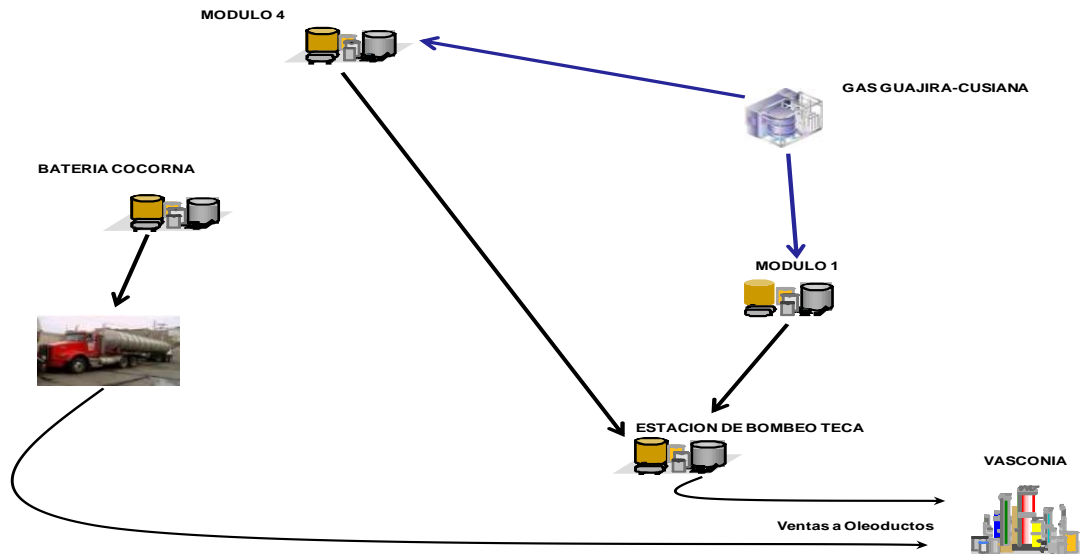 MODULO 4
GAS GUAJIRA-CUSIANA
BATERIA COCORNA
MODULO 1
ESTACION DE BOMBEO TECA
VASCONIA
Ventas a Oleoductos